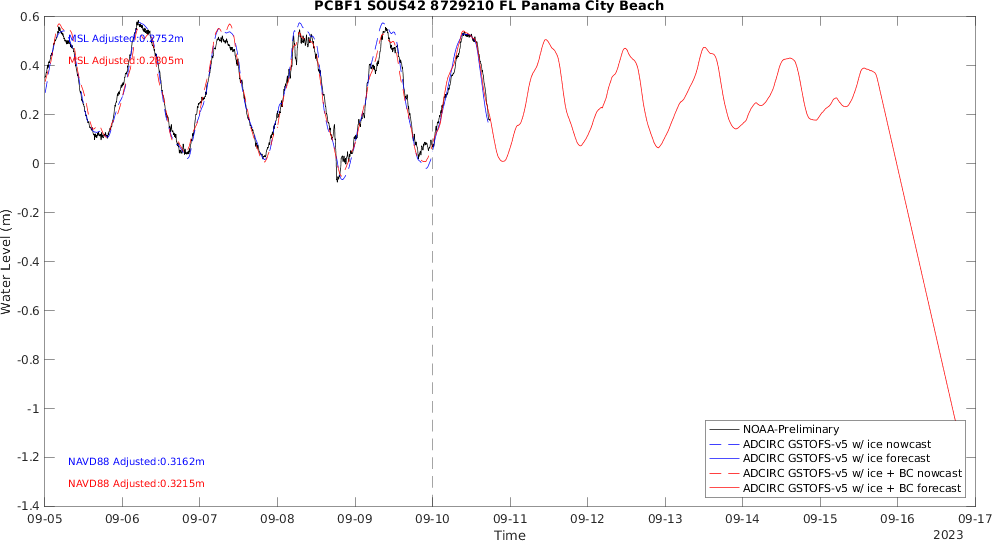 PCBF1 SOUS42 8729210 FL Panama City Beach
0.6
0.4
0.2
0
-0.2
-0.4
-0.6
-0.8
-1
-1.2
-1.4
Water Level (m)
MSL Adjusted:0.2752m
MSL Adjusted:0.2805m
NAVD88 Adjusted:0.3162m
NAVD88 Adjusted:0.3215m
NOAA-Preliminary
ADCIRC GSTOFS-v5 w/ ice nowcast
ADCIRC GSTOFS-v5 w/ ice forecast
ADCIRC GSTOFS-v5 w/ ice + BC nowcast
ADCIRC GSTOFS-v5 w/ ice + BC forecast
09-05 09-06 09-07 09-08 09-09 09-10 09-11 09-12 09-13 09-14 09-15 09-16 09-17
Time
2023